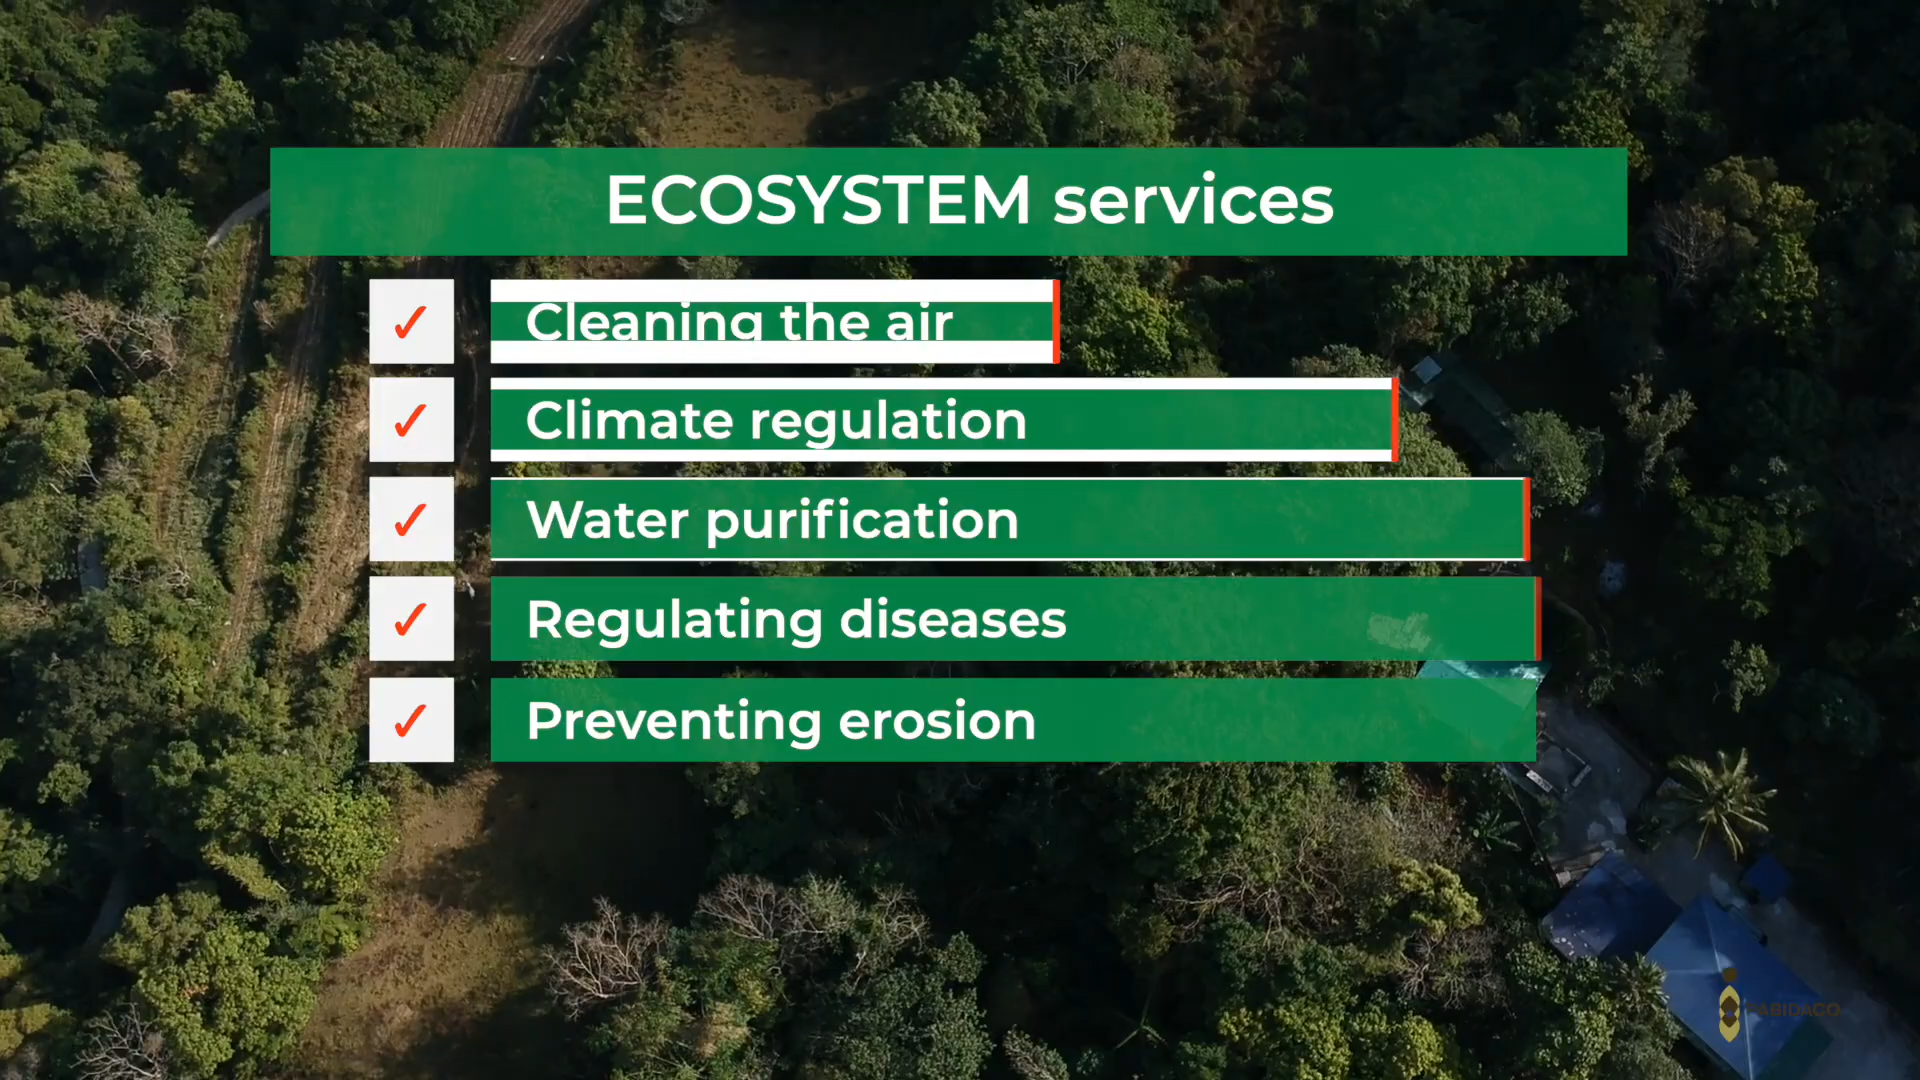 ECOSYSTEM services
✓ Cleaning the air
✓ Climate regulation
✓ Water purification
✓ Regulating diseases
✓ Preventing erosion